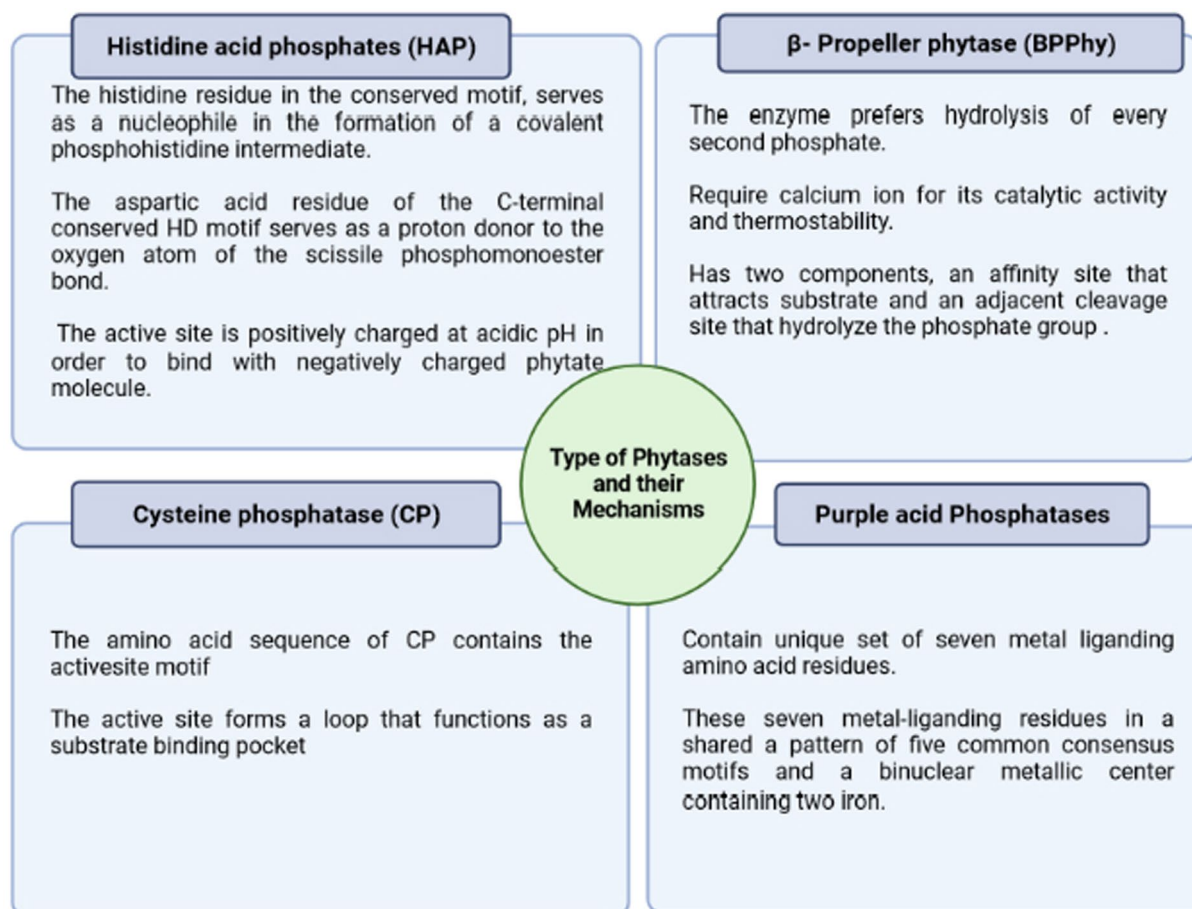 Histidine acid phosphates (HAP)
The histidine residue in the conserved motif, serves
as a nucleophile in the formation of a covalent
phosphohistidine intermediate.
The aspartic acid residue of the C-terminal
conserved HD motif serves as a proton donor to the
oxygen atom of the scissile phosphomonoester
bond.
The active site is positively charged at acidic pH in
order to bind with negatively charged phytate
molecule.
β- Propeller phytase (BPPhy)
The enzyme prefers hydrolysis of every
second phosphate.
Require calcium ion for its catalytic activity
and thermostability.
Has two components, an affinity site that
attracts substrate and an adjacent cleavage
site that hydrolyze the phosphate group .
Type of Phytases
and their
Mechanisms
Cysteine phosphatase (CP)
The amino acid sequence of CP contains the
activesite motif
The active site forms a loop that functions as a
substrate binding pocket
Purple acid Phosphatases
Contain unique set of seven metal liganding
amino acid residues.
These seven metal-liganding residues in a
shared a pattern of five common consensus
motifs and a binuclear metallic center
containing two iron.